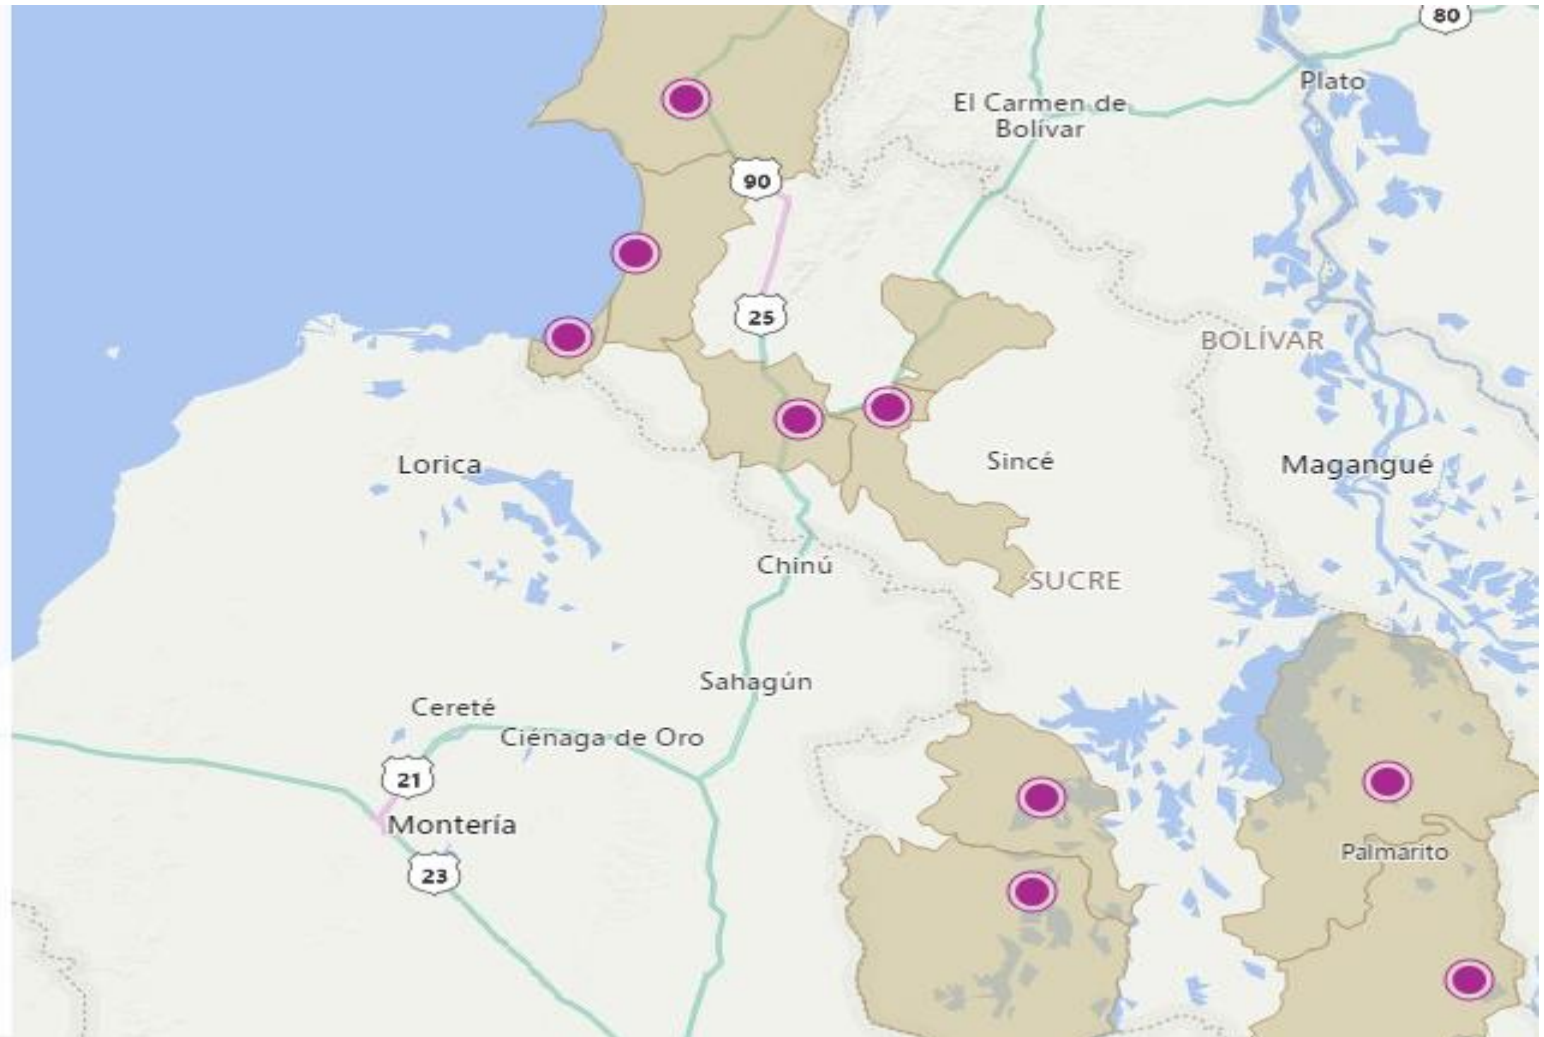 80
Plato
El Carmen de
Bolívar
90
25
BOLÍVAR
Lorica
Sincé
Magangué
Chinú
SUCRE
Sahagún
Cereté
Ciénaga de Oro
21
Montería
Palmarito
23